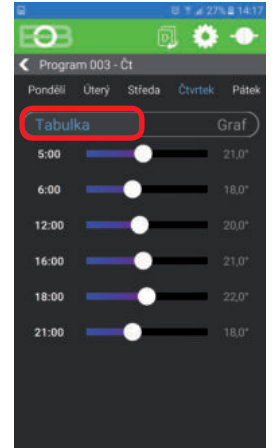 27% 14:17
EOB
Program 003 - Čt
Pondělí Úterý Středa Čtvrtek Pátek
Tabulka Graf
5:00 21,0°
6:00 18,0°
12:00 20,0°
16:00 21,0°
18:00 22,0°
21:00 18,0°